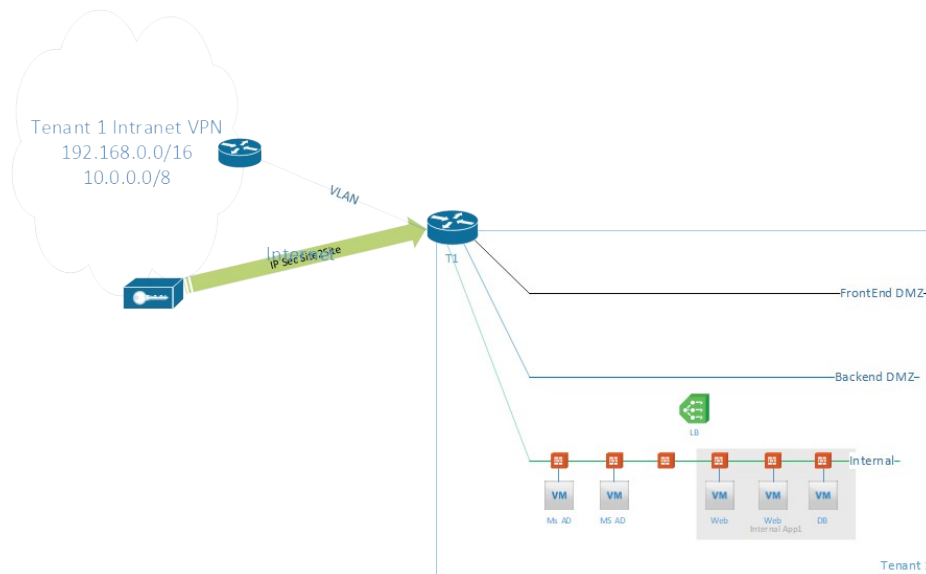 Tenant 1 Intranet VPN
192.168.0.0/16
10.0.0.0/8
VLAN
Internet
IP Sec Site2Site
T1
FrontEnd DMZ
Backend DMZ
LB
Internal
VM
VM
VM
VM
VM
Ms AD
MS AD
Web
Web
DB
Internal App1
Tenant